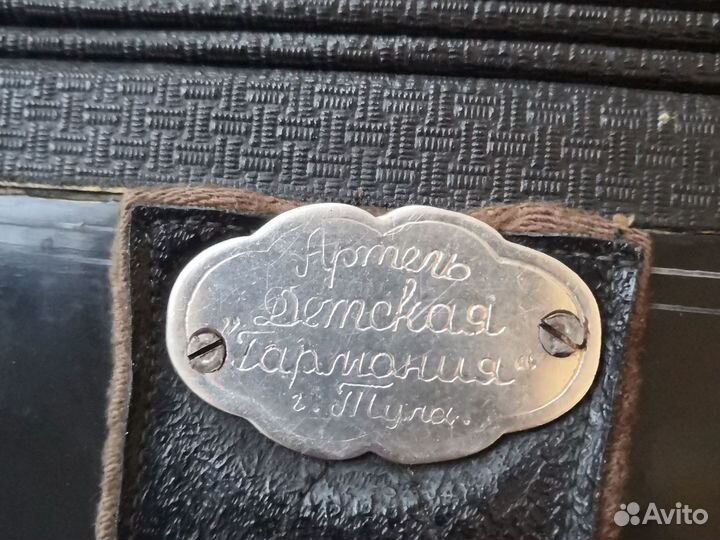 Артель
Детская
„Гармония“
г. Тула.
Avito